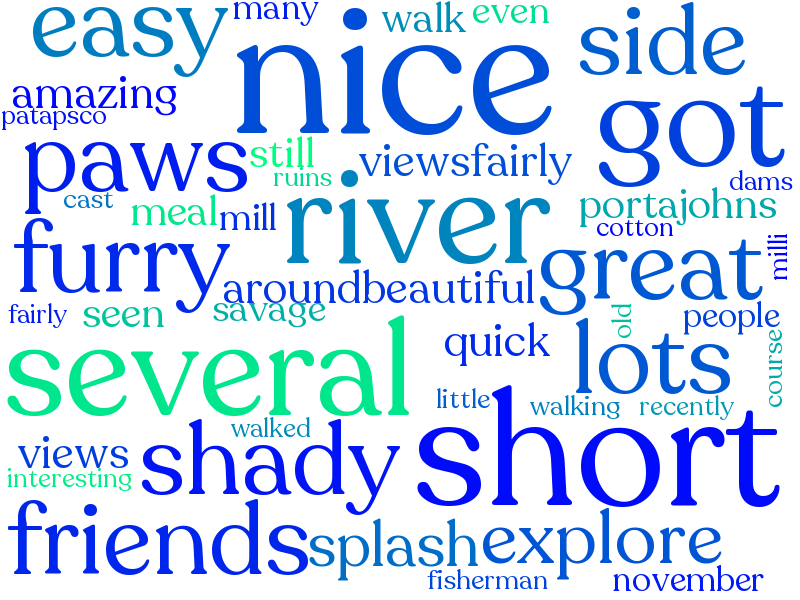 easy many nice walk even side
amazing got
patapsco
paws still viewsfairly
ruins dams
cast meal mill river portajohns
cotton
furry great milli
aroundbeautiful
fairly seen savage old people
several quick lots course
little walking recently
walked
views shady short
interesting
friends splash explore
fisherman november